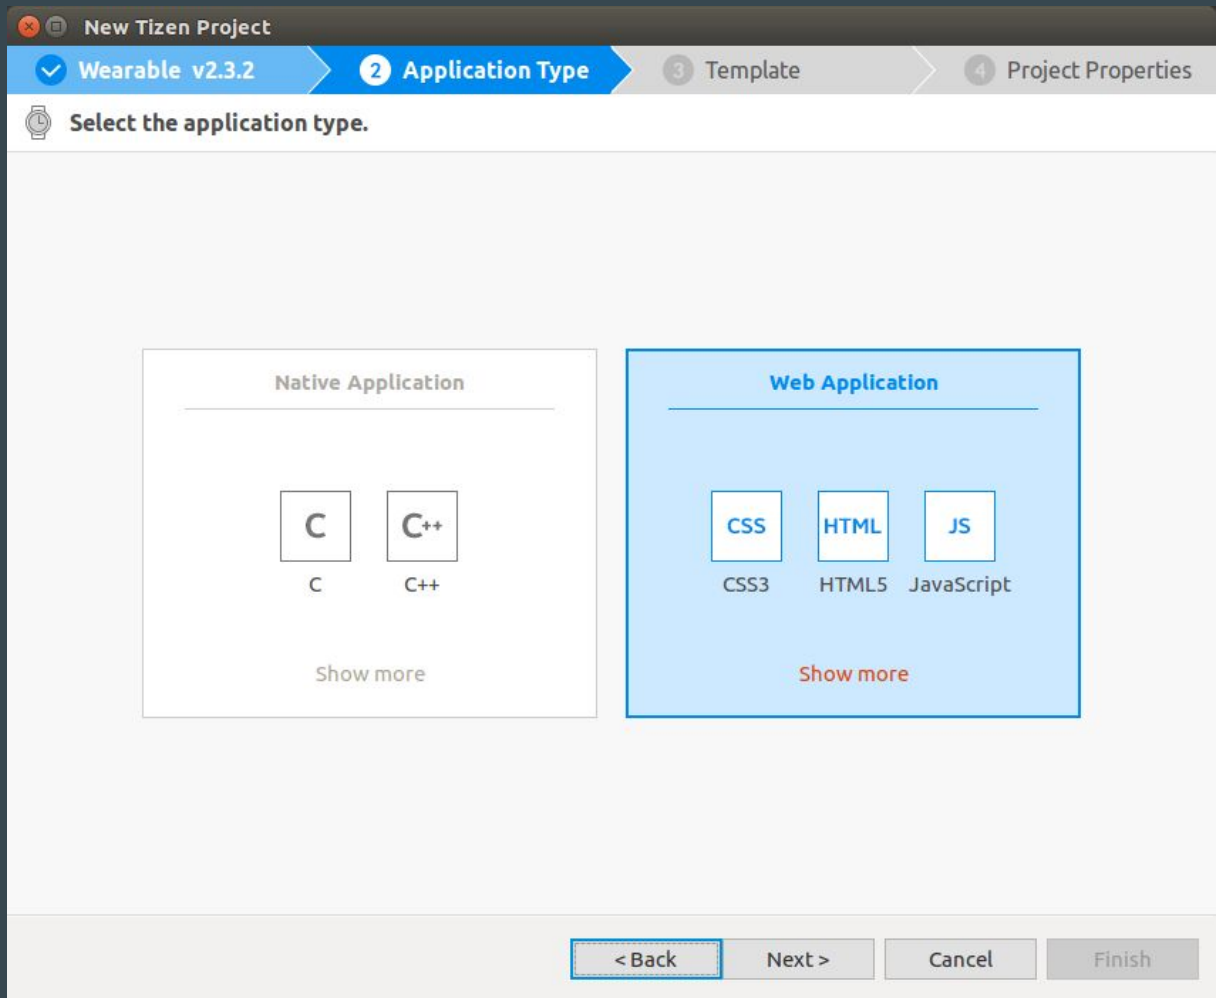 New Tizen Project
Wearable v2.3.2
2 Application Type
3 Template
4 Project Properties
Select the application type.
Native Application
C
C++
C
C++
Show more
Web Application
CSS
HTML
JS
CSS3
HTML5
JavaScript
Show more
< Back
Next >
Cancel
Finish